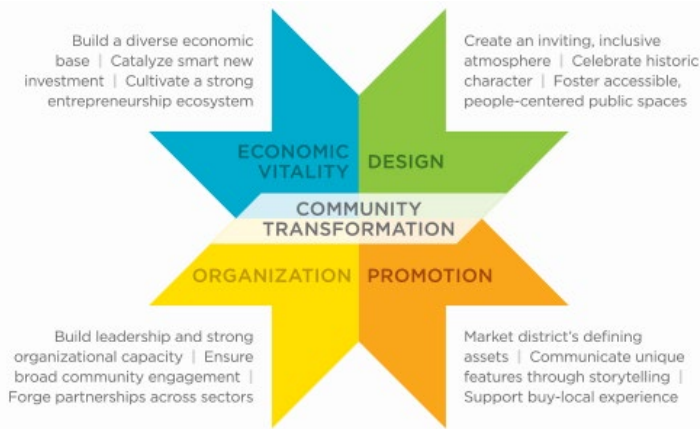 Build a diverse economic
base | Catalyze smart new
investment | Cultivate a strong
entrepreneurship ecosystem
Create an inviting, inclusive
atmosphere | Celebrate historic
character | Foster accessible,
people-centered public spaces
ECONOMIC
VITALITY
DESIGN
COMMUNITY
TRANSFORMATION
ORGANIZATION
PROMOTION
Build leadership and strong
organizational capacity | Ensure
broad community engagement |
Forge partnerships across sectors
Market district's defining
assets | Communicate unique
features through storytelling |
Support buy-local experience